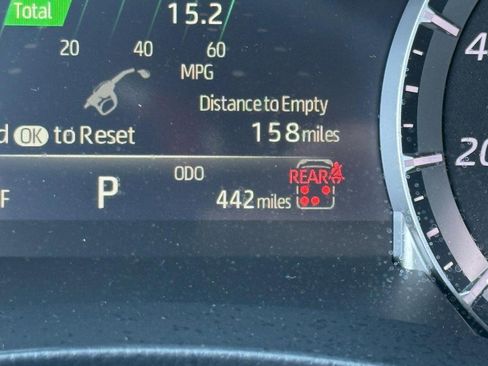 Total
15.2
20 40 60
MPG
Distance to Empty
d OK to Reset
158 miles
ODO
REAR
F P 442 miles
4
20